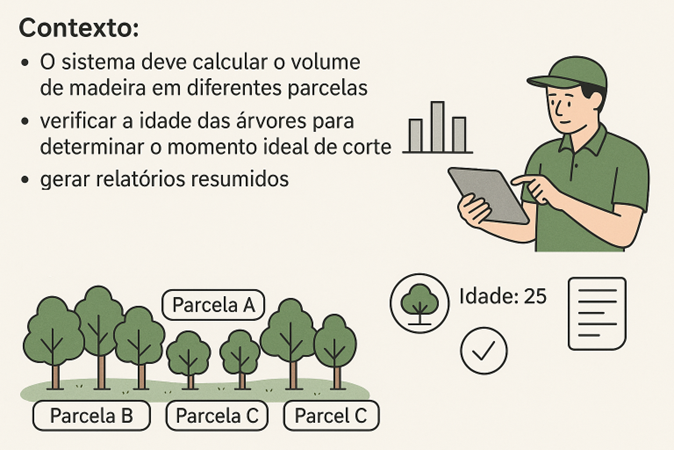 Contexto:
• O sistema deve calcular o volume
de madeira em diferentes parcelas
• verificar a idade das árvores para
determinar o momento ideal de corte
• gerar relatórios resumidos
Parcela A
Idade: 25
Parcela B
Parcela C
Parcel C